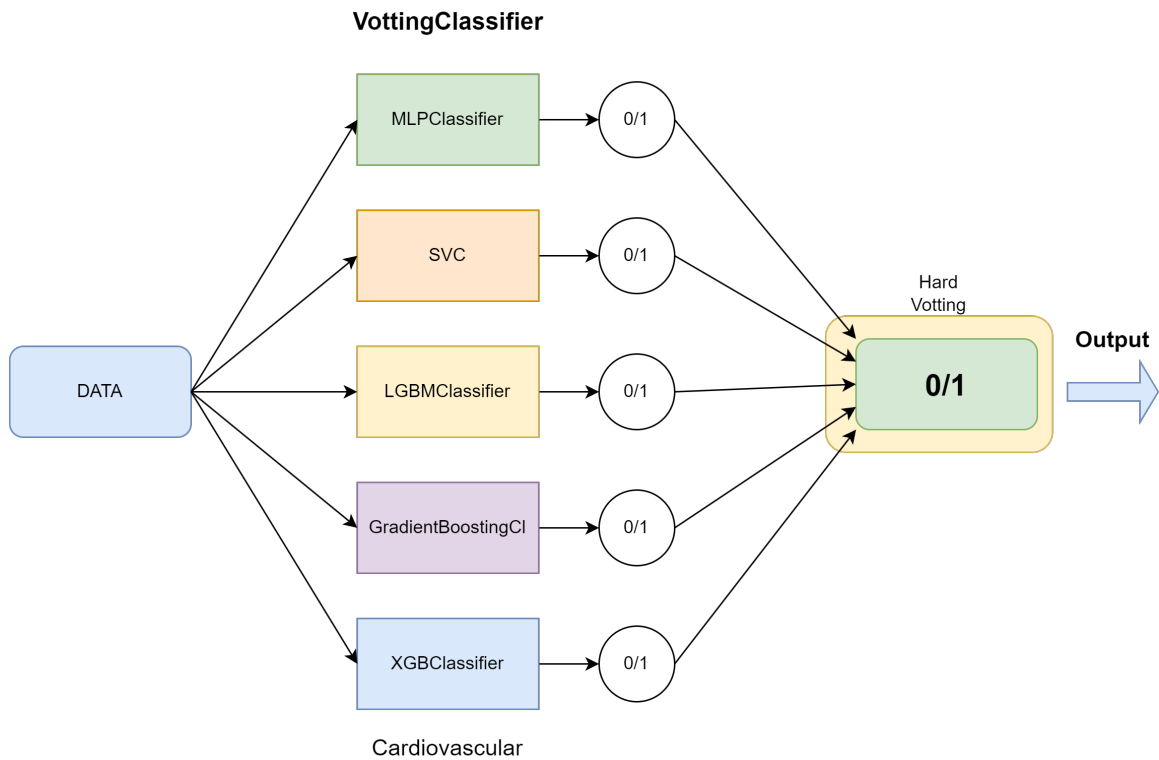 VottingClassifier
MLPClassifier
0/1
SVC
0/1
Hard
Votting
Output
DATA
LGBMClassifier
0/1
0/1
GradientBoostingCl
0/1
XGBClassifier
0/1
Cardiovascular